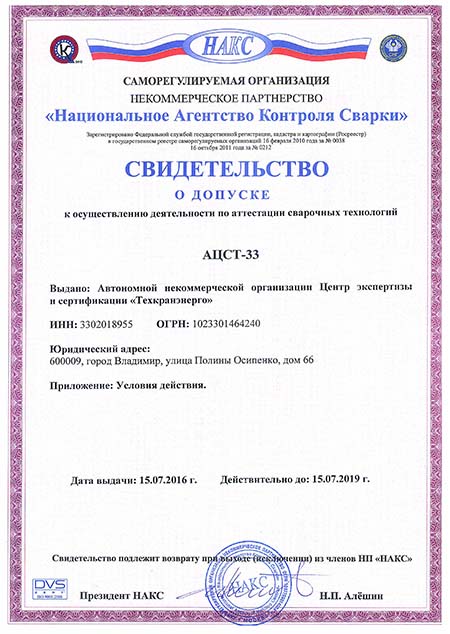 НАКС
САМОРЕГУЛИРУЕМАЯ ОРГАНИЗАЦИЯ
НЕКОММЕРЧЕСКОЕ ПАРТНЕРСТВО
«Национальное Агентство Контроля Сварки»
Зарегистрировано Федеральной службой государственной регистрации, кадастра и картографии (Росреестр)
в государственном реестре саморегулируемых организаций 16 февраля 2010 года за № 0038
16 октября 2011 года за № 0212
СВИДЕТЕЛЬСТВО
О ДОПУСКЕ
к осуществлению деятельности по аттестации сварочных технологий
АЦСТ-33
Выдано: Автономной некоммерческой организации Центр экспертизы
и сертификации «Техкранэнерго»
ИНН: 3302018955 ОГРН: 1023301464240
Юридический адрес:
600009, город Владимир, улица Полины Осипенко, дом 66
Приложение: Условия действия.
Дата выдачи: 15.07.2016 г. Действительно до: 15.07.2019 г.
Свидетельство подлежит возврату при выходе (исключении) из членов НП «НАКС»
DVS
Президент НАКС
НАКС
Н.П. Алёшин